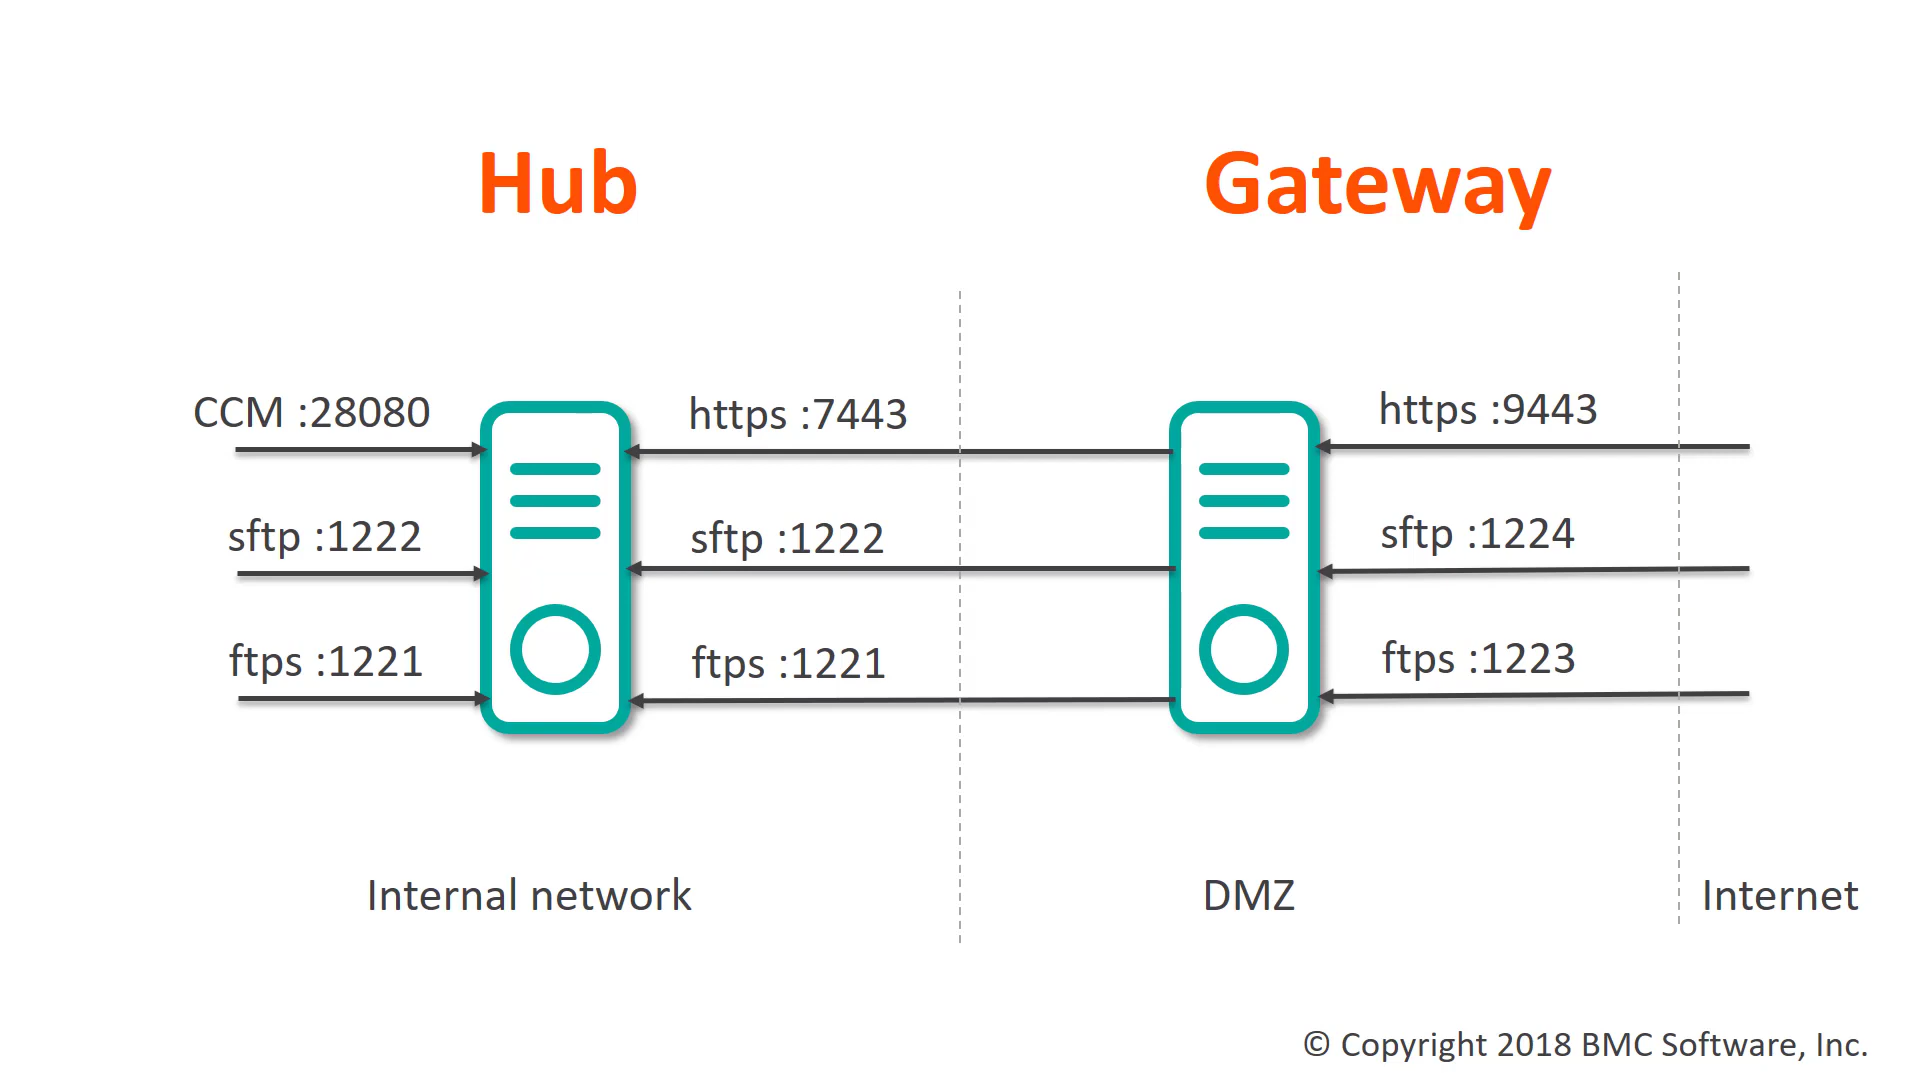 Hub
Gateway
CCM :28080
https :7443
https :9443
sftp :1222
sftp :1222
sftp :1224
ftps :1221
ftps :1221
ftps :1223
Internal network
DMZ
Internet
© Copyright 2018 BMC Software, Inc.